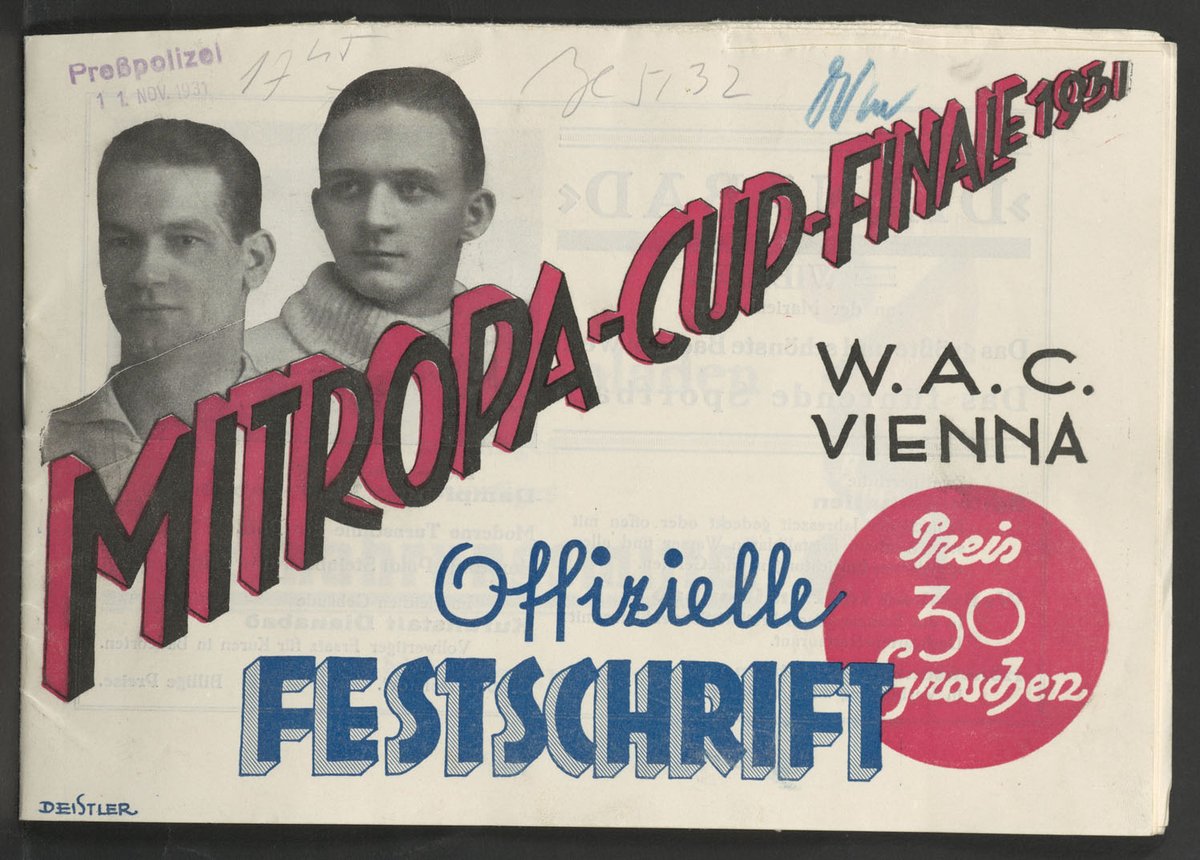 Preßpolizei
11. NOV. 1931
MITROPA-CUP-FINALE 1931
W.A.C.
VIENNA
Offizielle
FESTSCHRIFT
Preis
30
Groschen
DEISTLER